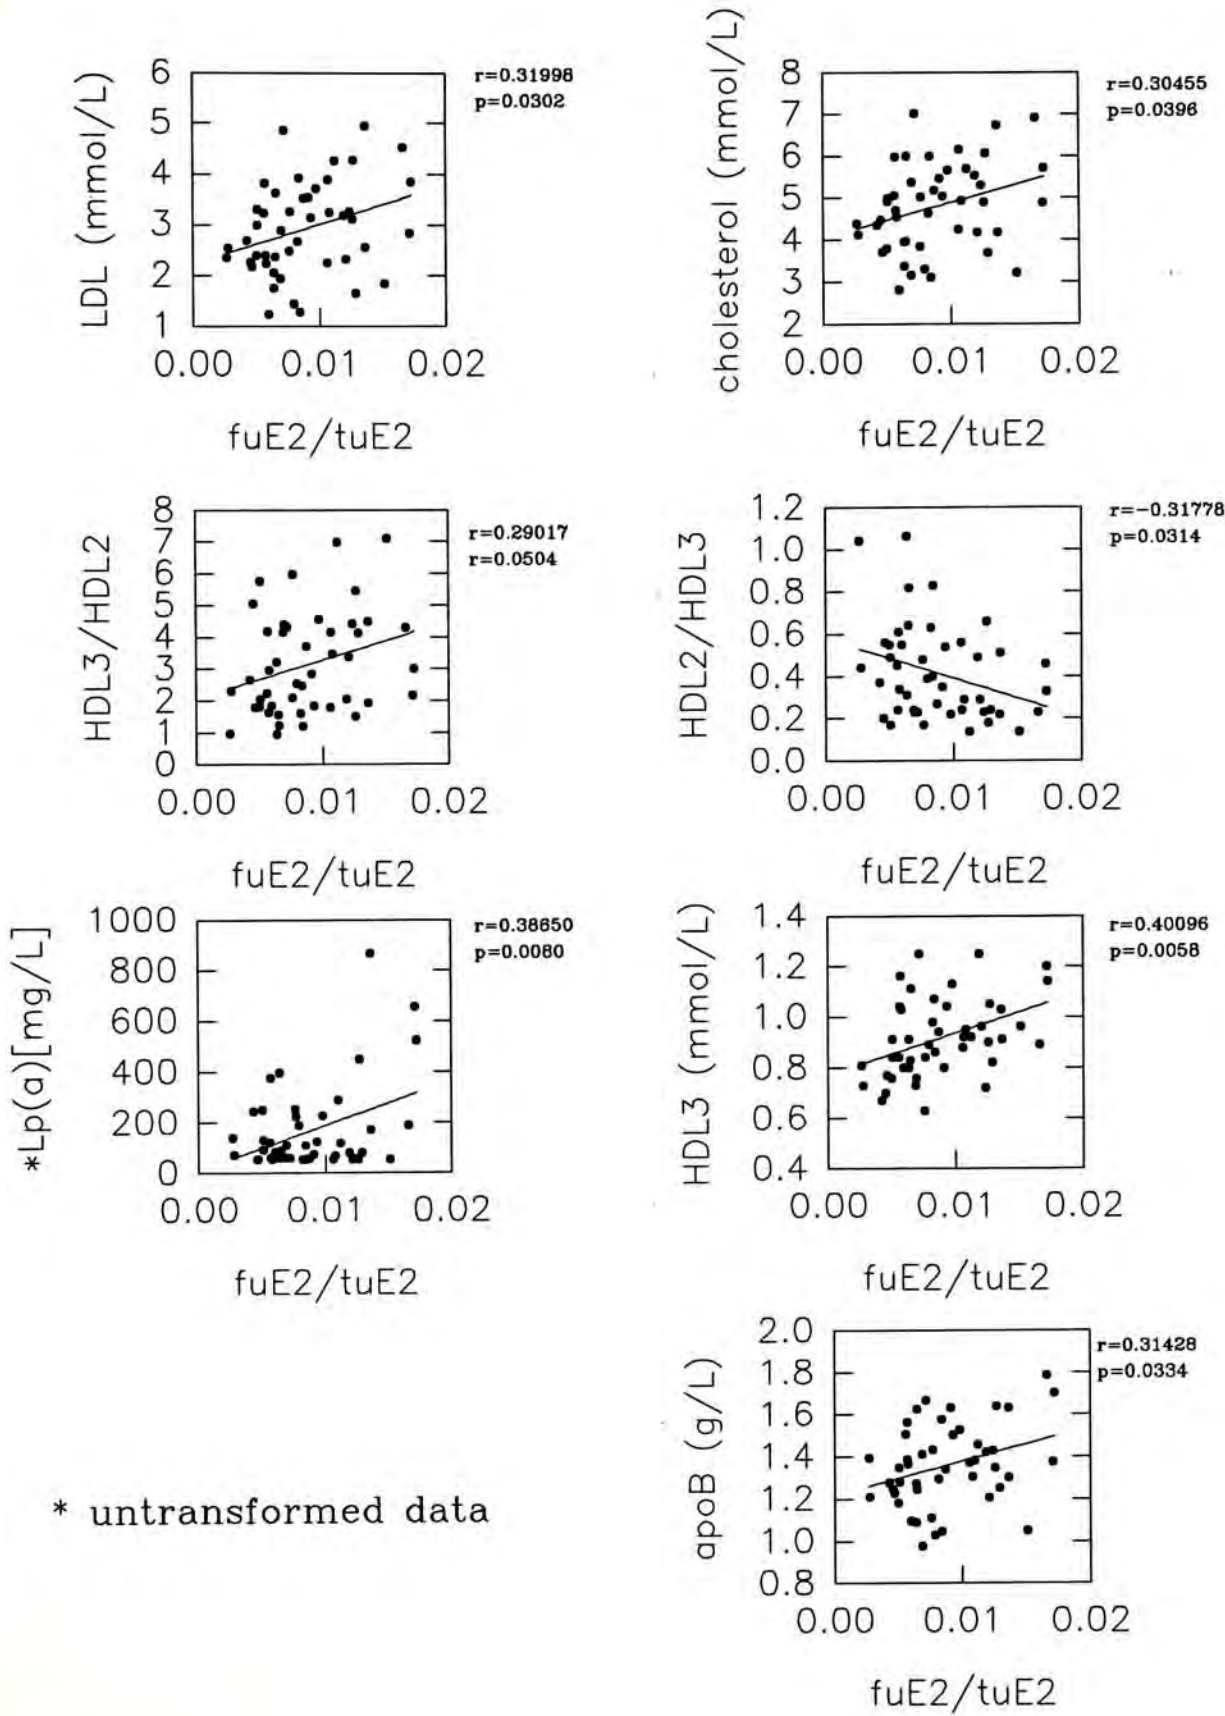 LDL (mmol/L)
6
5
4
3
2
1
0.00 0.01 0.02
fuE2/tuE2
r=0.31998
p=0.0302
cholesterol (mmol/L)
8
7
6
5
4
3
2
0.00 0.01 0.02
fuE2/tuE2
r=0.30455
p=0.0396
HDL3/HDL2
8
7
6
5
4
3
2
1
0
0.00 0.01 0.02
fuE2/tuE2
r=0.29017
r=0.0504
HDL2/HDL3
1.2
1.0
0.8
0.6
0.4
0.2
0.0
0.00 0.01 0.02
fuE2/tuE2
r=-0.31778
p=0.0314
*Lp(a)[mg/L]
1000
800
600
400
200
0
0.00 0.01 0.02
fuE2/tuE2
r=0.38650
p=0.0080
HDL3 (mmol/L)
1.4
1.2
1.0
0.8
0.6
0.4
0.00 0.01 0.02
fuE2/tuE2
r=0.40096
p=0.0058
apoB (g/L)
2.0
1.8
1.6
1.4
1.2
1.0
0.8
0.00 0.01 0.02
fuE2/tuE2
r=0.31428
p=0.0334
* untransformed data